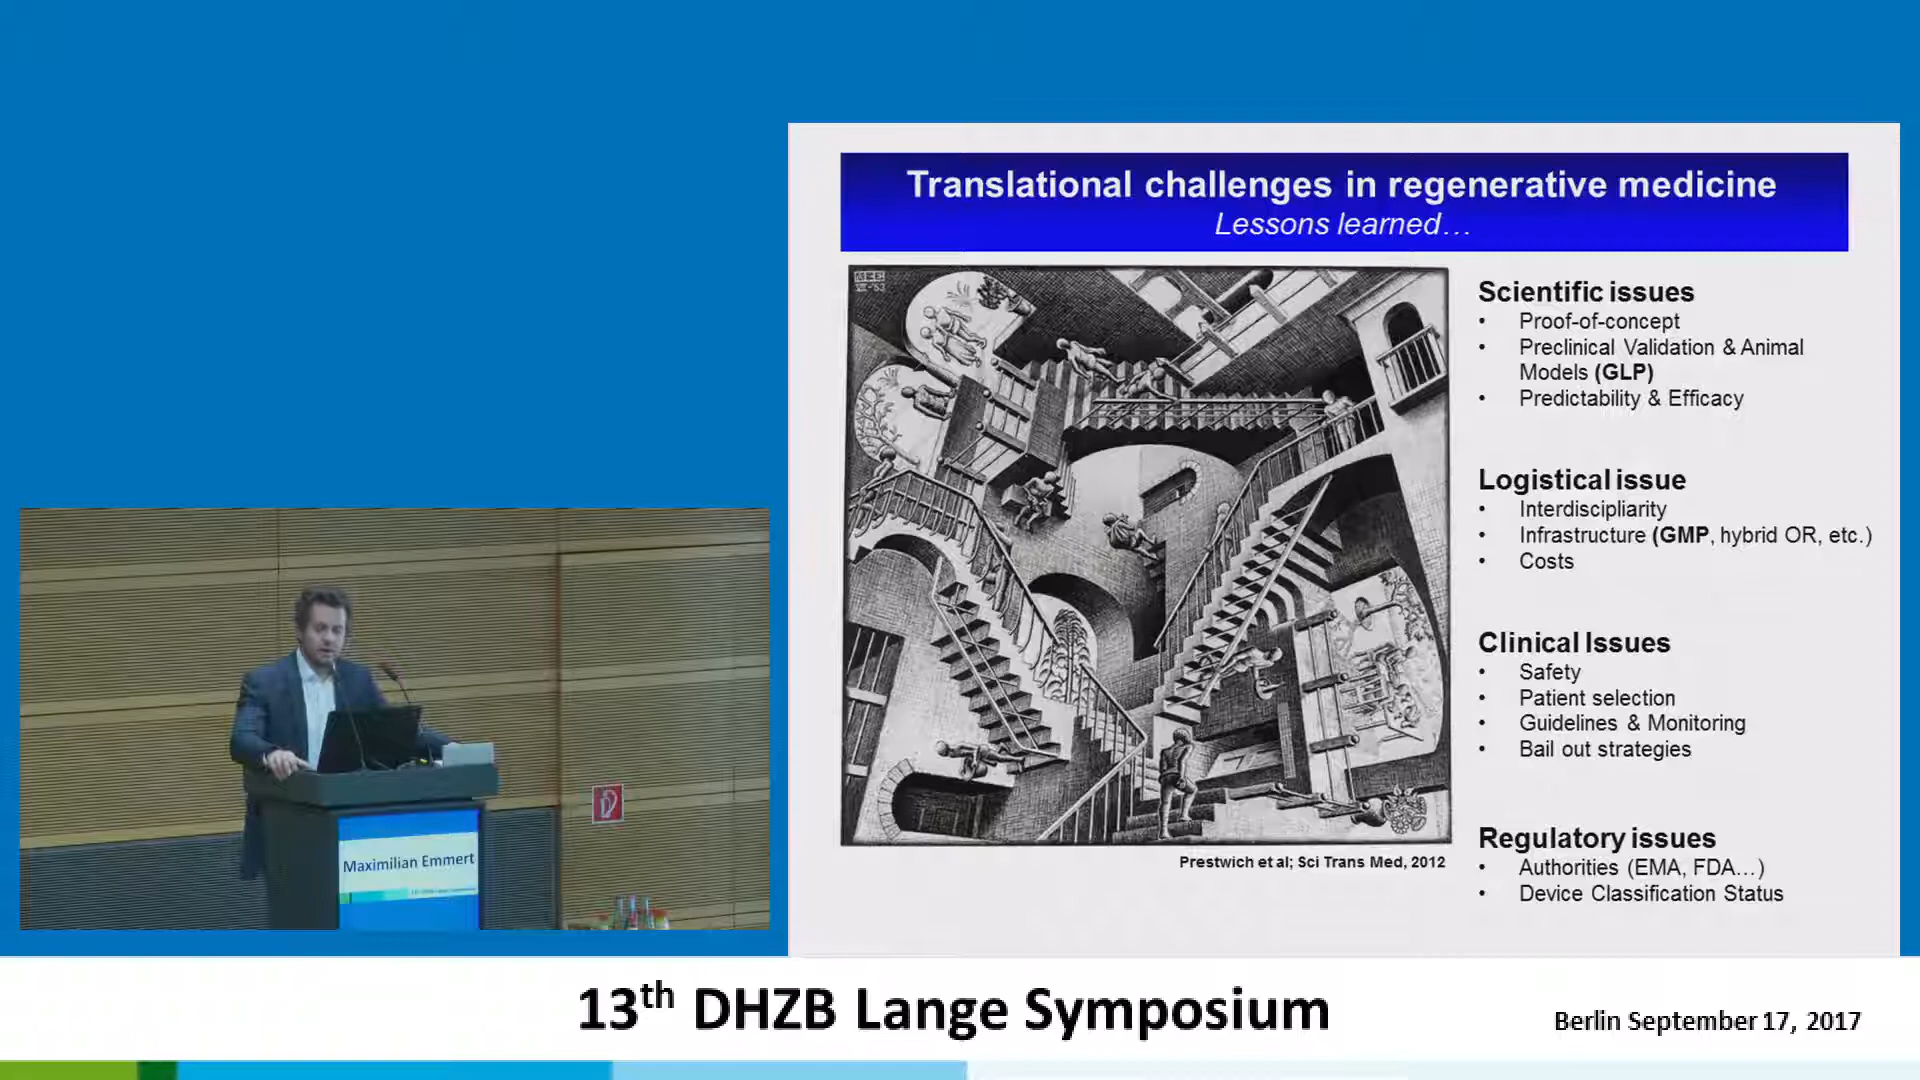 Translational challenges in regenerative medicine
Lessons learned…
Scientific issues
• Proof-of-concept
• Preclinical Validation & Animal
Models (GLP)
• Predictability & Efficacy
Logistical issue
• Interdiscipliarity
• Infrastructure (GMP, hybrid OR, etc.)
• Costs
Clinical Issues
• Safety
• Patient selection
• Guidelines & Monitoring
• Bail out strategies
Regulatory issues
• Authorities (EMA, FDA…)
• Device Classification Status
Prestwich et al; Sci Trans Med, 2012
Maximilian Emmert
13th DHZB Lange Symposium
Berlin September 17, 2017